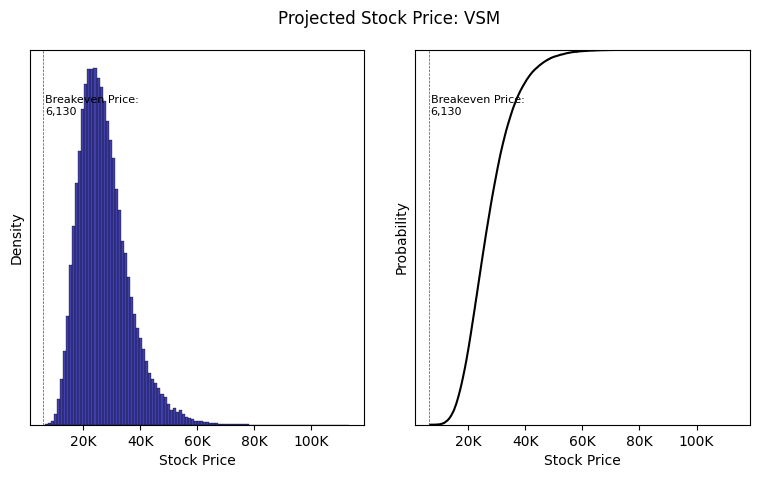 Projected Stock Price: VSM
Breakeven Price:
6,130
Density
20K 40K 60K 80K 100K
Stock Price
Breakeven Price:
6,130
Probability
20K 40K 60K 80K 100K
Stock Price